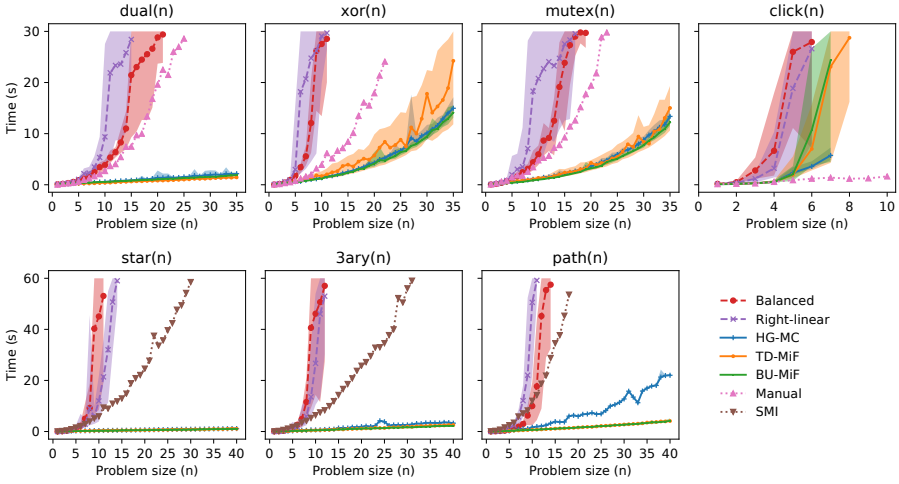 dual(n)
xor(n)
mutex(n)
click(n)
Time (s)
30
20
10
0
0 5 10 15 20 25 30 35
0 5 10 15 20 25 30 35
0 5 10 15 20 25 30 35
0 2 4 6 8 10
Problem size (n)
Problem size (n)
Problem size (n)
Problem size (n)
star(n)
3ary(n)
path(n)
Time (s)
60
40
20
0
0 5 10 15 20 25 30 35 40
0 5 10 15 20 25 30 35 40
0 5 10 15 20 25 30 35 40
Problem size (n)
Problem size (n)
Problem size (n)
Balanced
Right-linear
HG-MC
TD-MiF
BU-MiF
Manual
SMI